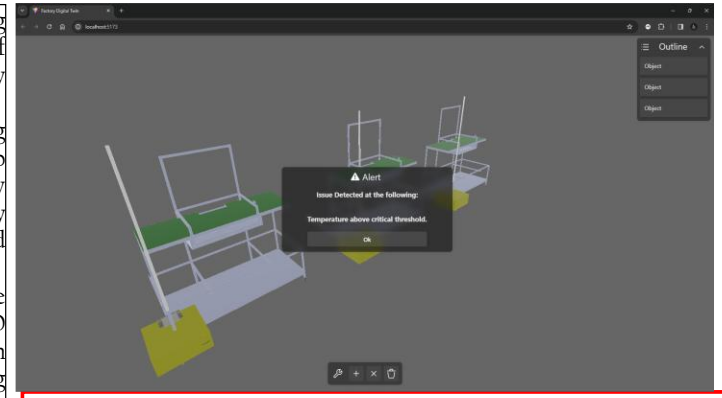 Factory Digital Twin
localhost:5173
Outline
Object
Object
Object
Alert
Issue Detected at the following:
Temperature above critical threshold.
Ok